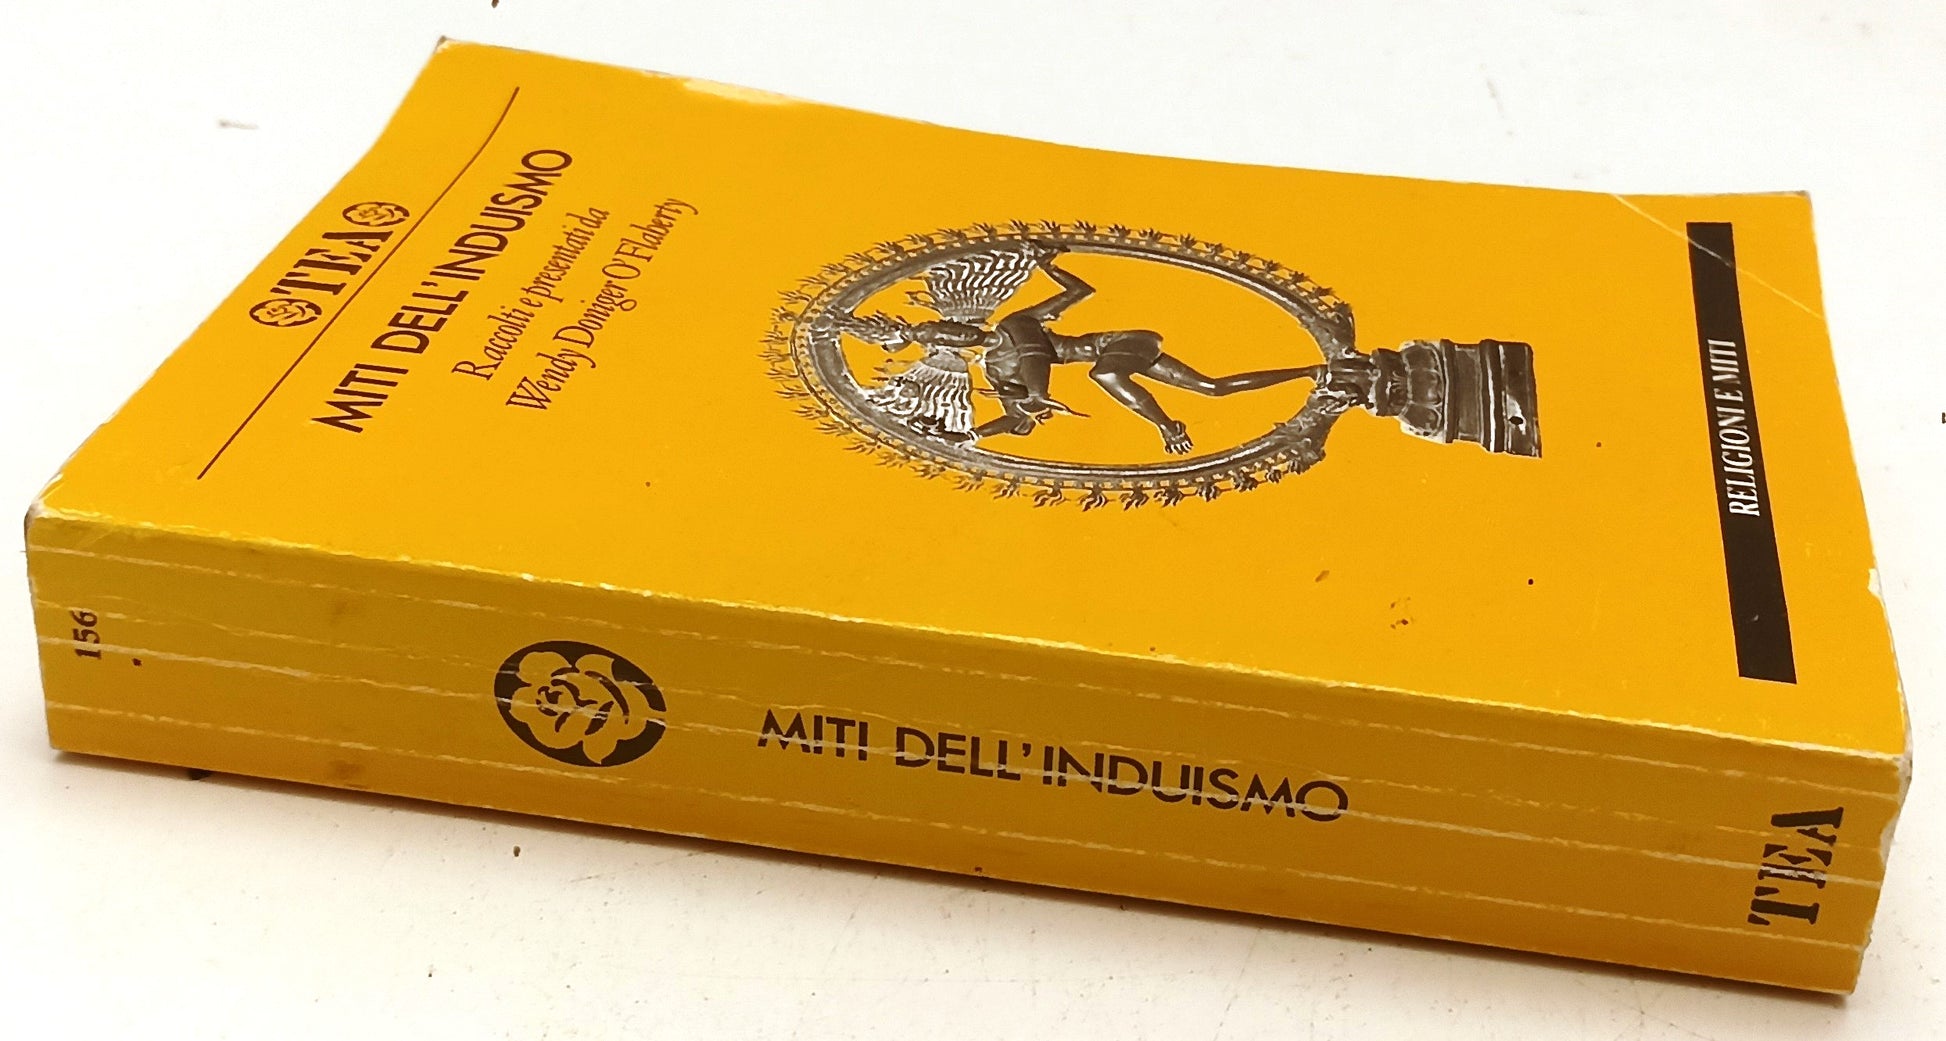 TEA
MITI DELL'INDUISMO
Raccolti e presentati da
Wendy Doniger O'Flaherty
RELIGIONI E MITI
156
MITI DELL'INDUISMO
TEA